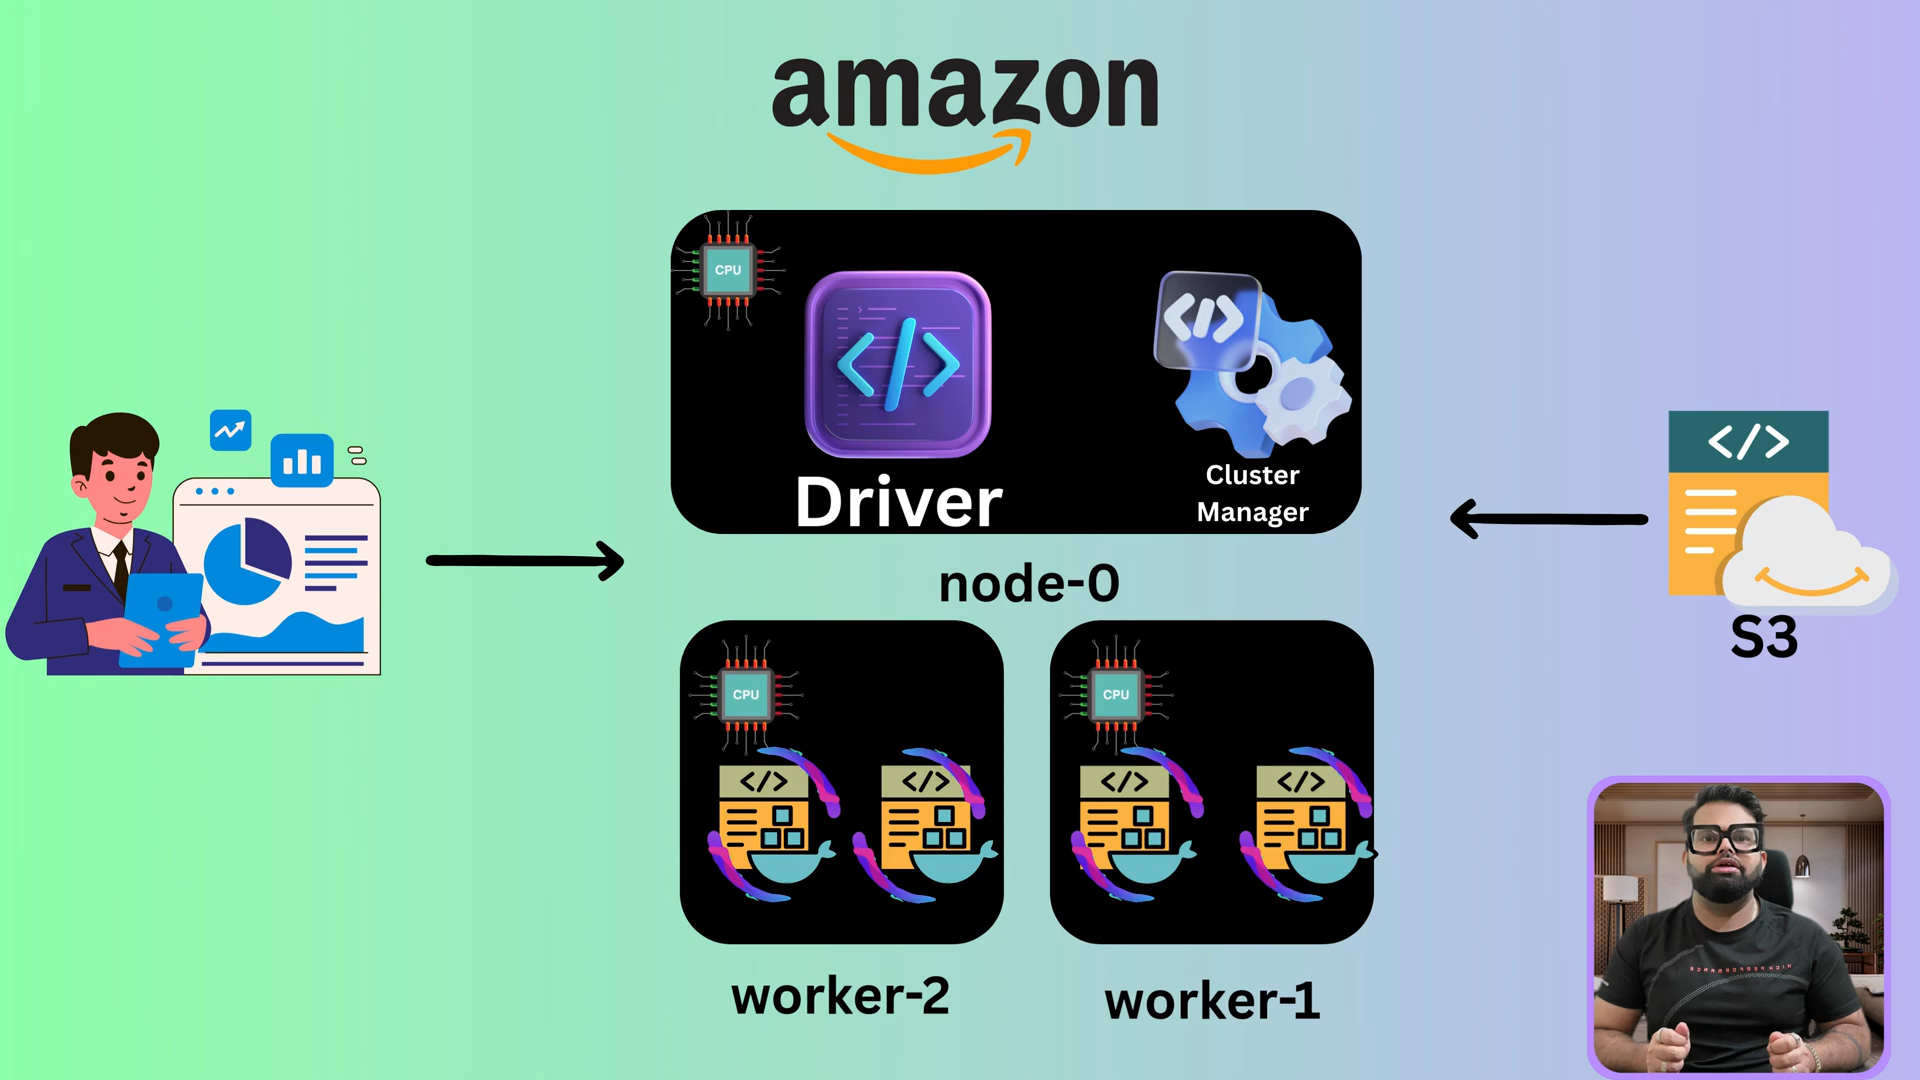 amazon
CPU
Driver
Cluster
Manager
node-0
S3
CPU
CPU
worker-2
worker-1